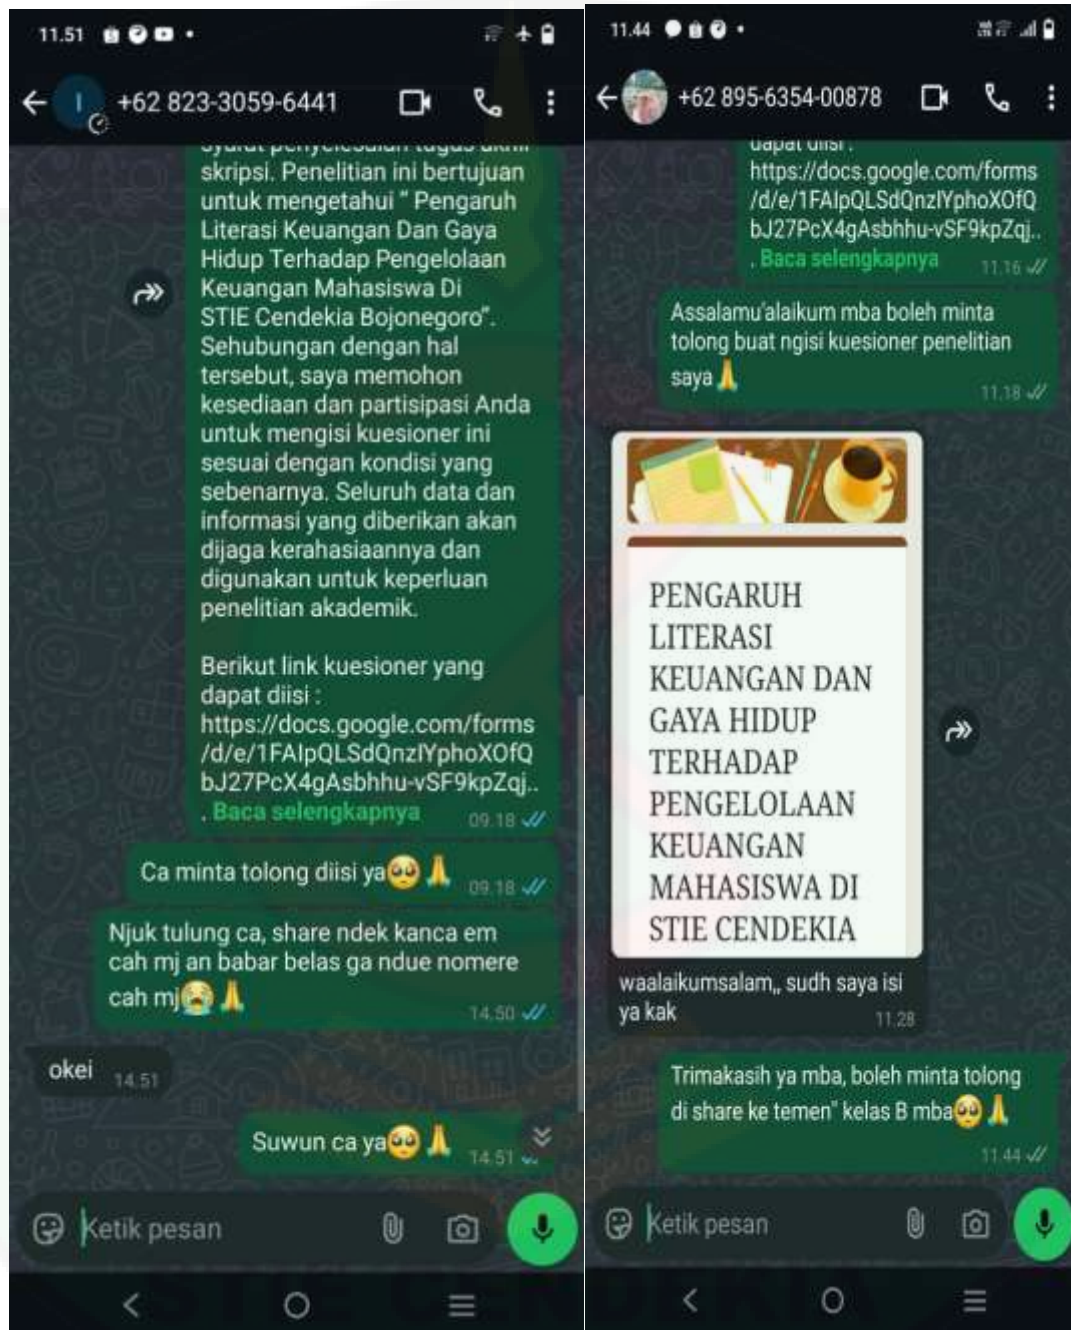 11.51
+62 823-3059-6441
skripsi. Penelitian ini bertujuan
untuk mengetahui “ Pengaruh
Literasi Keuangan Dan Gaya
Hidup Terhadap Pengelolaan
Keuangan Mahasiswa Di
STIE Cendekia Bojonegoro”.
Sehubungan dengan hal
tersebut, saya memohon
kesediaan dan partisipasi Anda
untuk mengisi kuesioner ini
sesuai dengan kondisi yang
sebenarnya. Seluruh data dan
informasi yang diberikan akan
dijaga kerahasiaannya dan
digunakan untuk keperluan
penelitian akademik.
Berikut link kuesioner yang
dapat diisi :
https://docs.google.com/forms
/d/e/1FAIpQLSdQnzIYphoXOfQ
bJ27PcX4gAsbhhu-vSF9kpZqj..
. Baca selengkapnya 09.18
Ca minta tolong diisi ya🥺🙏 09.18
Njuk tulung ca, share ndek kanca em
cah mj an babar belas ga ndue nomere
cah mj😭🙏 14.50
okei 14.51
Suwun ca ya🥺🙏 14.51
Ketik pesan
11.44
+62 895-6354-00878
dapat diisi :
https://docs.google.com/forms
/d/e/1FAIpQLSdQnzIYphoXOfQ
bJ27PcX4gAsbhhu-vSF9kpZqj..
. Baca selengkapnya 11.16
Assalamu'alaikum mba boleh minta
tolong buat ngisi kuesioner penelitian
saya🙏 11.18
PENGARUH
LITERASI
KEUANGAN DAN
GAYA HIDUP
TERHADAP
PENGELOLAAN
KEUANGAN
MAHASISWA DI
STIE CENDEKIA
waalaikumsalam,, sudh saya isi
ya kak 11.28
Trimakasih ya mba, boleh minta tolong
di share ke temen" kelas B mba🥺🙏
11.44
Ketik pesan